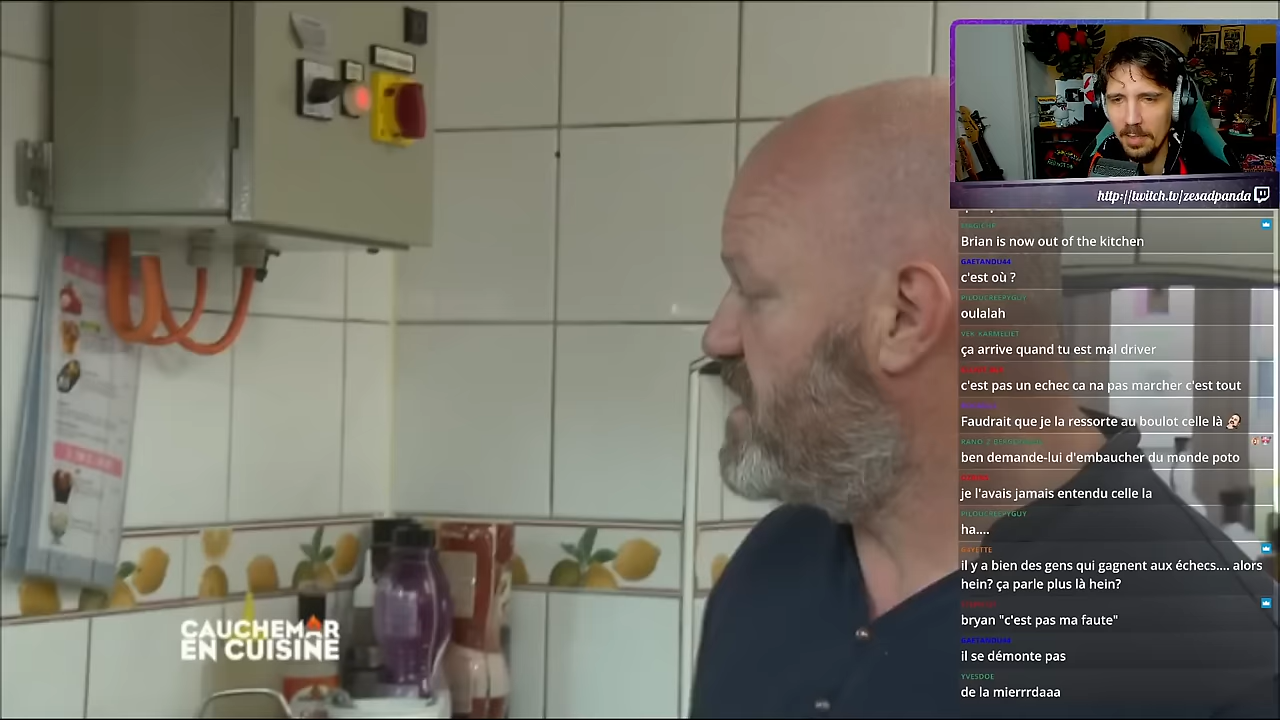 http://twitch.tv/zesadpanda
Brian is now out of the kitchen
GAETANDU44
c'est où ?
PILOUCREEPYGUY
oulalah
VEK KARMELIET
ça arrive quand tu est mal driver
c'est pas un echec ca na pas marcher c'est tout
Faudrait que je la ressorte au boulot celle là
ben demande-lui d'embaucher du monde poto
je l'avais jamais entendu celle la
PILOUCREEPYGUY
ha....
il y a bien des gens qui gagnent aux échecs.... alors
hein? ça parle plus là hein?
bryan "c'est pas ma faute"
GAETANDU44
il se démonte pas
YVESDOE
de la mierrrdaaa
CAUCHEMAR
EN CUISINE